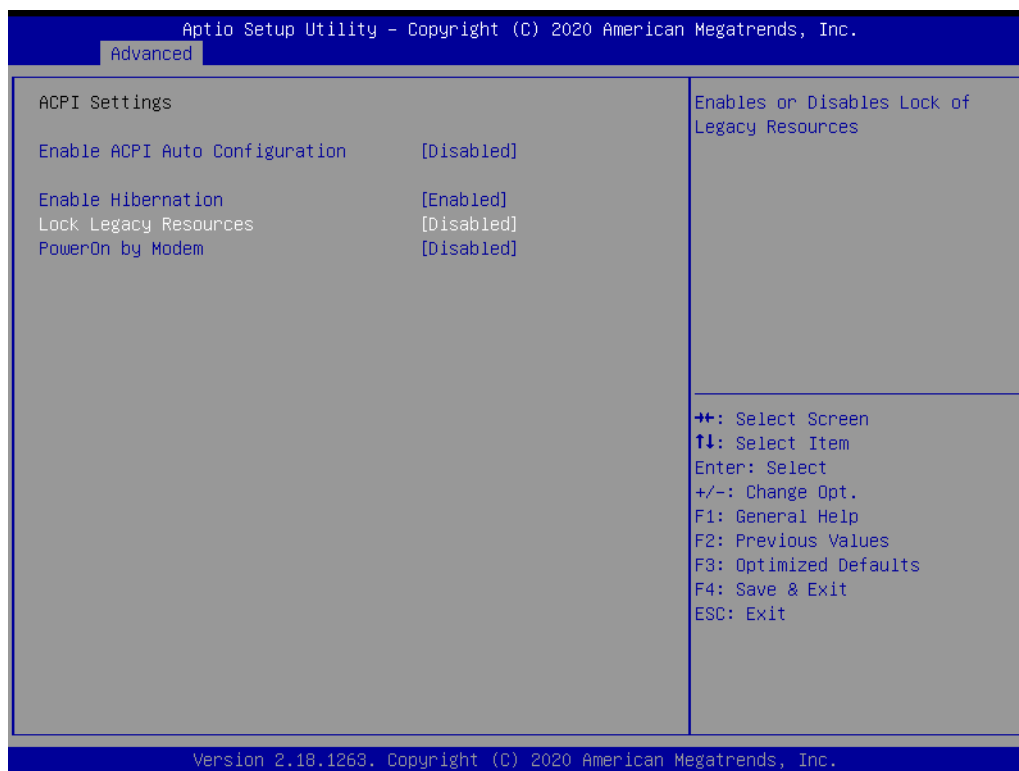 Aptio Setup Utility – Copyright (C) 2020 American Megatrends, Inc.
Advanced
ACPI Settings
Enable ACPI Auto Configuration [Disabled]
Enable Hibernation [Enabled]
Lock Legacy Resources [Disabled]
PowerOn by Modem [Disabled]
Enables or Disables Lock of
Legacy Resources
→←: Select Screen
↑↓: Select Item
Enter: Select
+/-: Change Opt.
F1: General Help
F2: Previous Values
F3: Optimized Defaults
F4: Save & Exit
ESC: Exit
Version 2.18.1263. Copyright (C) 2020 American Megatrends, Inc.